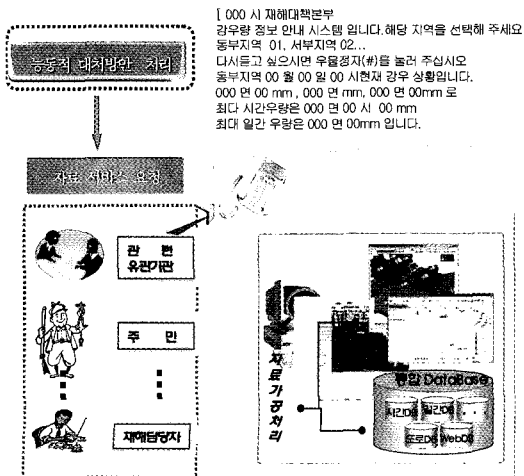 [ 000 시 재해대책본부
강우량 정보 안내 시스템 입니다.해당 지역을 선택해 주세요
동부지역 01, 서부지역 02...
다시듣고 싶으시면 우물정자(#)를 눌러 주십시오
동부지역 00 월 00 일 00 시현재 강우 상황입니다.
000 면 00 mm , 000 면 mm, 000 면 00mm 로
최다 시간우량은 000 면 00 시 00 mm
최대 일간 우량은 000 면 00mm 입니다.
능동적 대처방안 처리
자료 서비스 요청
관 련
유관기관
주 민
재해담당자
자료가공처리
통합 DataBase
시간DB 일간DB . .
도로DB WebDB